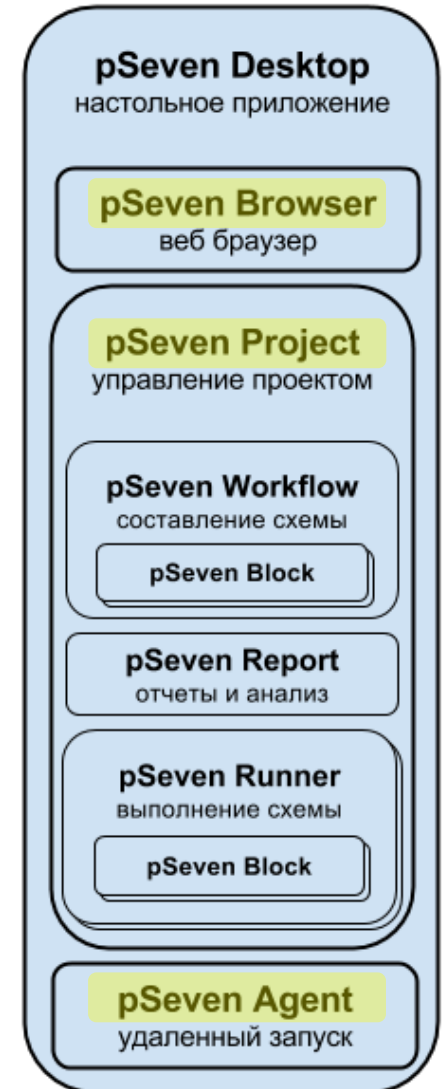 pSeven Desktop
настольное приложение
pSeven Browser
веб браузер
pSeven Project
управление проектом
pSeven Workflow
составление схемы
pSeven Block
pSeven Report
отчеты и анализ
pSeven Runner
выполнение схемы
pSeven Block
pSeven Agent
удаленный запуск